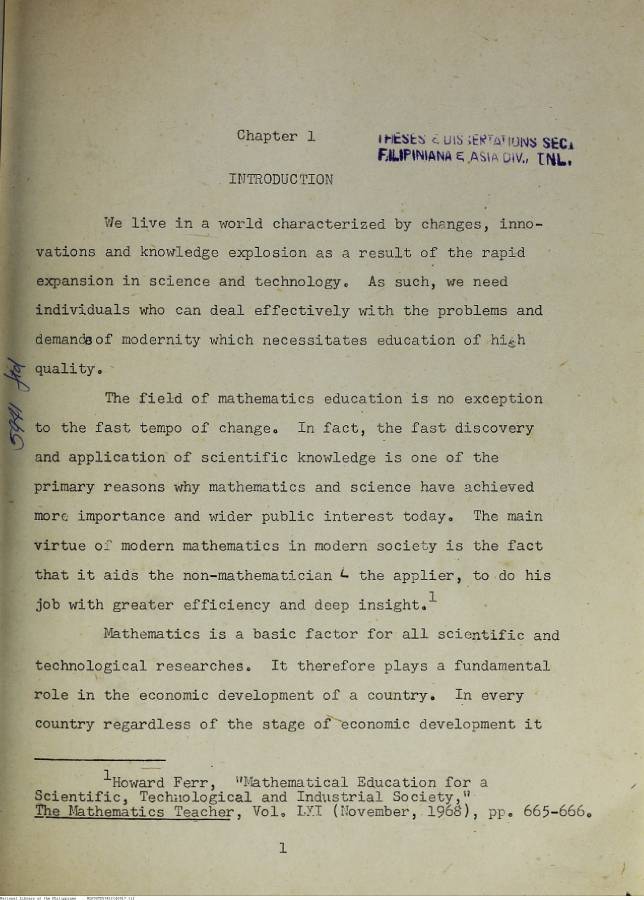 Chapter 1
THESES & DISSERTATIONS SEC.
FILIPINIANA & ASIA DIV., TNL.
INTRODUCTION
We live in a world characterized by changes, inno-
vations and knowledge explosion as a result of the rapid
expansion in science and technology. As such, we need
individuals who can deal effectively with the problems and
demands of modernity which necessitates education of high
quality.
The field of mathematics education is no exception
to the fast tempo of change. In fact, the fast discovery
and application of scientific knowledge is one of the
primary reasons why mathematics and science have achieved
more importance and wider public interest today. The main
virtue of modern mathematics in modern society is the fact
that it aids the non-mathematician the applier, to do his
job with greater efficiency and deep insight.1
Mathematics is a basic factor for all scientific and
technological researches. It therefore plays a fundamental
role in the economic development of a country. In every
country regardless of the stage of economic development it
1Howard Ferr, "Mathematical Education for a
Scientific, Technological and Industrial Society,"
The Mathematics Teacher, Vol. LXI (November, 1968), pp. 665-666.
1
National Library of the Philippines